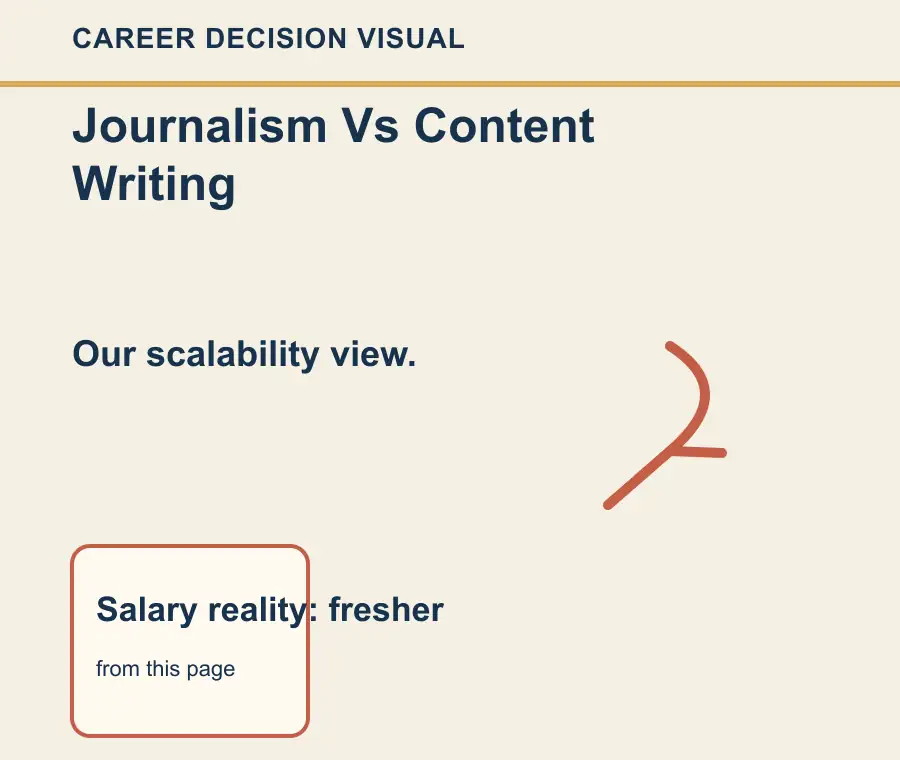 CAREER DECISION VISUAL
Journalism Vs Content
Writing
Our scalability view.
Salary reality: fresher
from this page